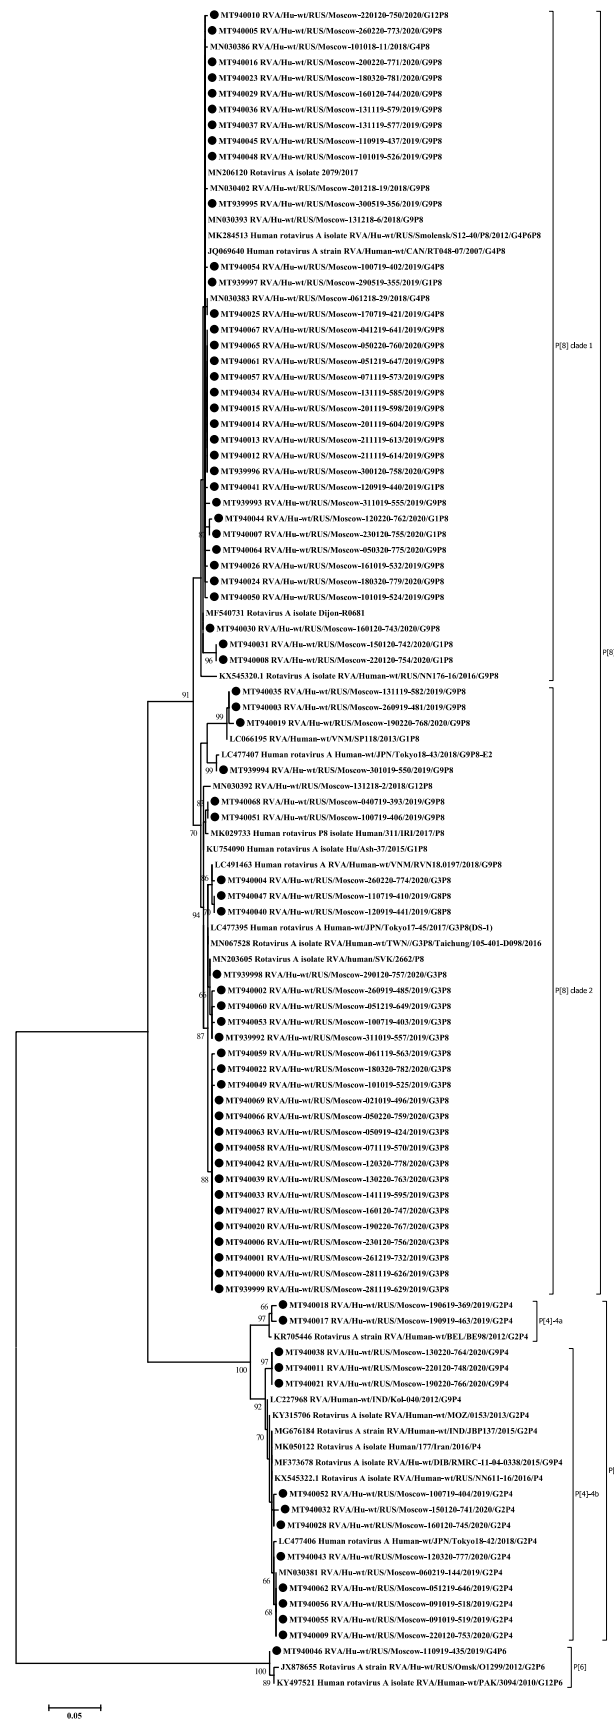 MT940010 RVA/Hu-wt/RUS/Moscow-220120-750/2020/G12P8
MT940005 RVA/Hu-wt/RUS/Moscow-260220-773/2020/G9P8
MN030386 RVA/Hu-wt/RUS/Moscow-101018-11/2018/G4P8
MT940016 RVA/Hu-wt/RUS/Moscow-200220-771/2020/G9P8
MT940023 RVA/Hu-wt/RUS/Moscow-180320-781/2020/G9P8
MT940029 RVA/Hu-wt/RUS/Moscow-160120-744/2020/G9P8
MT940036 RVA/Hu-wt/RUS/Moscow-131119-579/2019/G9P8
MT940037 RVA/Hu-wt/RUS/Moscow-131119-577/2019/G9P8
MT940045 RVA/Hu-wt/RUS/Moscow-110919-437/2019/G9P8
MT940048 RVA/Hu-wt/RUS/Moscow-101019-526/2019/G9P8
MN206120 Rotavirus A isolate 2079/2017
MN030402 RVA/Hu-wt/RUS/Moscow-201218-19/2018/G9P8
MT939995 RVA/Hu-wt/RUS/Moscow-300519-356/2019/G9P8
MN030393 RVA/Hu-wt/RUS/Moscow-131218-6/2018/G9P8
MK284513 Human rotavirus A isolate RVA/Hu-wt/RUS/Smolensk/S12-40/P8/2012/G4P6P8
JQ069640 Human rotavirus A strain RVA/Human-wt/CAN/RT048-07/2007/G4P8
MT940054 RVA/Hu-wt/RUS/Moscow-100719-402/2019/G4P8
MT939997 RVA/Hu-wt/RUS/Moscow-290519-355/2019/G1P8
MN030383 RVA/Hu-wt/RUS/Moscow-061218-29/2018/G4P8
MT940025 RVA/Hu-wt/RUS/Moscow-170719-421/2019/G4P8
MT940067 RVA/Hu-wt/RUS/Moscow-041219-641/2019/G9P8
MT940065 RVA/Hu-wt/RUS/Moscow-050220-760/2020/G9P8
P[8] clade 1
MT940061 RVA/Hu-wt/RUS/Moscow-051219-647/2019/G9P8
MT940057 RVA/Hu-wt/RUS/Moscow-071119-573/2019/G9P8
MT940034 RVA/Hu-wt/RUS/Moscow-131119-585/2019/G9P8
MT940015 RVA/Hu-wt/RUS/Moscow-201119-598/2019/G9P8
MT940014 RVA/Hu-wt/RUS/Moscow-201119-604/2019/G9P8
MT940013 RVA/Hu-wt/RUS/Moscow-211119-613/2019/G9P8
MT940012 RVA/Hu-wt/RUS/Moscow-211119-614/2019/G9P8
MT939996 RVA/Hu-wt/RUS/Moscow-300120-758/2020/G9P8
MT940041 RVA/Hu-wt/RUS/Moscow-120919-440/2019/G1P8
MT939993 RVA/Hu-wt/RUS/Moscow-311019-555/2019/G9P8
MT940044 RVA/Hu-wt/RUS/Moscow-120220-762/2020/G1P8
MT940007 RVA/Hu-wt/RUS/Moscow-230120-755/2020/G1P8
MT940064 RVA/Hu-wt/RUS/Moscow-050320-775/2020/G9P8
MT940026 RVA/Hu-wt/RUS/Moscow-161019-532/2019/G9P8
MT940024 RVA/Hu-wt/RUS/Moscow-180320-779/2020/G9P8
MT940050 RVA/Hu-wt/RUS/Moscow-101019-524/2019/G9P8
MF540731 Rotavirus A isolate Dijon-R0681
MT940030 RVA/Hu-wt/RUS/Moscow-160120-743/2020/G9P8
MT940031 RVA/Hu-wt/RUS/Moscow-150120-742/2020/G1P8
P[8]
96 MT940008 RVA/Hu-wt/RUS/Moscow-220120-754/2020/G1P8
KX545320.1 Rotavirus A isolate RVA/Human-wt/RUS/NN176-16/2016/G9P8
91
MT940035 RVA/Hu-wt/RUS/Moscow-131119-582/2019/G9P8
MT940003 RVA/Hu-wt/RUS/Moscow-260919-481/2019/G9P8
99
MT940019 RVA/Hu-wt/RUS/Moscow-190220-768/2020/G9P8
LC066195 RVA/Human-wt/VNM/SP118/2013/G1P8
LC477407 Human rotavirus A Human-wt/JPN/Tokyo18-43/2018/G9P8-E2
99 MT939994 RVA/Hu-wt/RUS/Moscow-301019-550/2019/G9P8
MN030392 RVA/Hu-wt/RUS/Moscow-131218-2/2018/G12P8
MT940068 RVA/Hu-wt/RUS/Moscow-040719-393/2019/G9P8
MT940051 RVA/Hu-wt/RUS/Moscow-100719-406/2019/G9P8
70
MK029733 Human rotavirus P8 isolate Human/311/IRI/2017/P8
KU754090 Human rotavirus A isolate Hu/Ash-37/2015/G1P8
LC491463 Human rotavirus A RVA/Human-wt/VNM/RVN18.0197/2018/G9P8
86 MT940004 RVA/Hu-wt/RUS/Moscow-260220-774/2020/G3P8
MT940047 RVA/Hu-wt/RUS/Moscow-110719-410/2019/G8P8
94
MT940040 RVA/Hu-wt/RUS/Moscow-120919-441/2019/G8P8
LC477395 Human rotavirus A Human-wt/JPN/Tokyo17-45/2017/G3P8(DS-1)
MN067528 Rotavirus A isolate RVA/Human-wt/TWN//G3P8/Taichung/105-401-D098/2016
MN203605 Rotavirus A isolate RVA/human/SVK/2662/P8
MT939998 RVA/Hu-wt/RUS/Moscow-290120-757/2020/G3P8
P[8] clade 2
MT940002 RVA/Hu-wt/RUS/Moscow-260919-485/2019/G3P8
MT940060 RVA/Hu-wt/RUS/Moscow-051219-649/2019/G3P8
MT940053 RVA/Hu-wt/RUS/Moscow-100719-403/2019/G3P8
87 MT939992 RVA/Hu-wt/RUS/Moscow-311019-557/2019/G3P8
MT940059 RVA/Hu-wt/RUS/Moscow-061119-563/2019/G3P8
MT940022 RVA/Hu-wt/RUS/Moscow-180320-782/2020/G3P8
MT940049 RVA/Hu-wt/RUS/Moscow-101019-525/2019/G3P8
MT940069 RVA/Hu-wt/RUS/Moscow-021019-496/2019/G3P8
MT940066 RVA/Hu-wt/RUS/Moscow-050220-759/2020/G3P8
MT940063 RVA/Hu-wt/RUS/Moscow-050919-424/2019/G3P8
MT940058 RVA/Hu-wt/RUS/Moscow-071119-570/2019/G3P8
MT940042 RVA/Hu-wt/RUS/Moscow-120320-778/2020/G3P8
88 MT940039 RVA/Hu-wt/RUS/Moscow-130220-763/2020/G3P8
MT940033 RVA/Hu-wt/RUS/Moscow-141119-595/2019/G3P8
MT940027 RVA/Hu-wt/RUS/Moscow-160120-747/2020/G3P8
MT940020 RVA/Hu-wt/RUS/Moscow-190220-767/2020/G3P8
MT940006 RVA/Hu-wt/RUS/Moscow-230120-756/2020/G3P8
MT940001 RVA/Hu-wt/RUS/Moscow-261219-732/2019/G3P8
MT940000 RVA/Hu-wt/RUS/Moscow-281119-626/2019/G3P8
MT939999 RVA/Hu-wt/RUS/Moscow-281119-629/2019/G3P8
66 MT940018 RVA/Hu-wt/RUS/Moscow-190619-369/2019/G2P4
97 MT940017 RVA/Hu-wt/RUS/Moscow-190919-463/2019/G2P4
P[4]-4a
KR705446 Rotavirus A strain RVA/Human-wt/BEL/BE98/2012/G2P4
MT940038 RVA/Hu-wt/RUS/Moscow-130220-764/2020/G9P4
97
100
MT940011 RVA/Hu-wt/RUS/Moscow-220120-748/2020/G9P4
MT940021 RVA/Hu-wt/RUS/Moscow-190220-766/2020/G9P4
LC227968 RVA/Human-wt/IND/Kol-040/2012/G9P4
92
KY315706 Rotavirus A isolate RVA/Human-wt/MOZ/0153/2013/G2P4
MG676184 Rotavirus A strain RVA/Human-wt/IND/JBP137/2015/G2P4
70
MK050122 Rotavirus A isolate Human/177/Iran/2016/P4
MF373678 Rotavirus A isolate RVA/Hu-wt/DIB/RMRC-11-04-0338/2015/G9P4
P[
KX545322.1 Rotavirus A isolate RVA/Human-wt/RUS/NN611-16/2016/P4
MT940052 RVA/Hu-wt/RUS/Moscow-100719-404/2019/G2P4
P[4]-4b
MT940032 RVA/Hu-wt/RUS/Moscow-150120-741/2020/G2P4
MT940028 RVA/Hu-wt/RUS/Moscow-160120-745/2020/G2P4
LC477406 Human rotavirus A Human-wt/JPN/Tokyo18-42/2018/G2P4
MT940043 RVA/Hu-wt/RUS/Moscow-120320-777/2020/G2P4
MN030381 RVA/Hu-wt/RUS/Moscow-060219-144/2019/G2P4
66
MT940062 RVA/Hu-wt/RUS/Moscow-051219-646/2019/G2P4
MT940056 RVA/Hu-wt/RUS/Moscow-091019-518/2019/G2P4
68
MT940055 RVA/Hu-wt/RUS/Moscow-091019-519/2019/G2P4
MT940009 RVA/Hu-wt/RUS/Moscow-220120-753/2020/G2P4
MT940046 RVA/Hu-wt/RUS/Moscow-110919-435/2019/G4P6
100 JX878655 Rotavirus A strain RVA/Hu-wt/RUS/Omsk/O1299/2012/G2P6
P[6]
89 KY497521 Human rotavirus A isolate RVA/Human-wt/PAK/3094/2010/G12P6
0.05